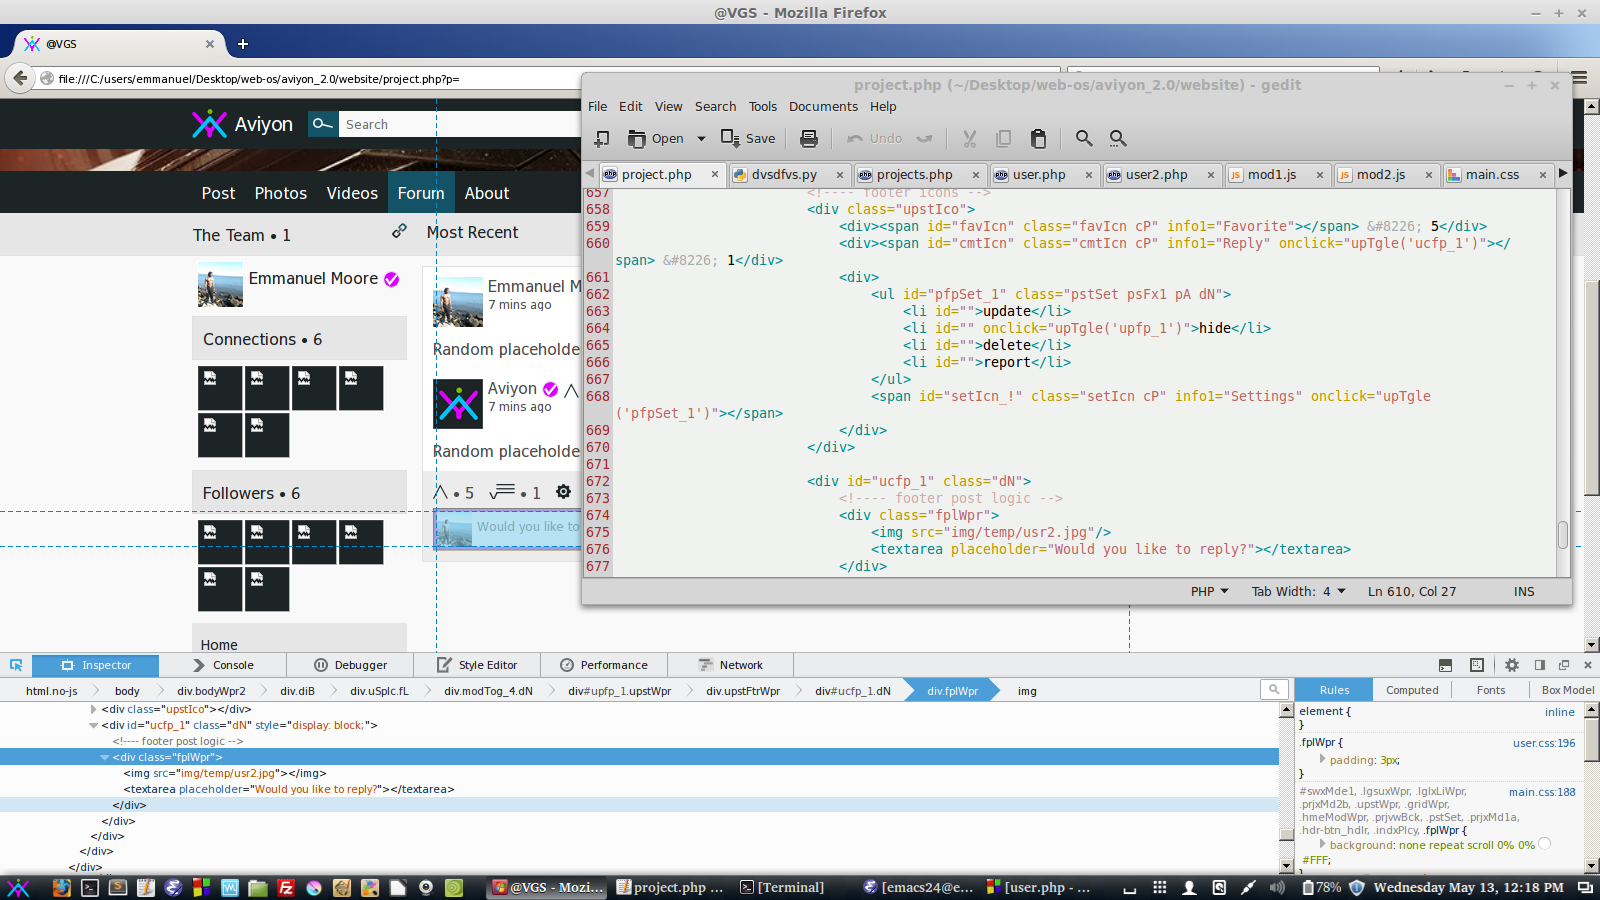 @VGS - Mozilla Firefox
@VGS
file:///C:/users/emmanuel/Desktop/web-os/aviyon_2.0/website/project.php?p=
Aviyon
Search
Post Photos Videos Forum About
The Team • 1
Most Recent
Emmanuel Moore
Connections • 6
Followers • 6
Home
Emmanuel M
7 mins ago
Random placeholde
Aviyon
7 mins ago
Random placeholde
• 5 • 1
Would you like to
project.php (~/Desktop/web-os/aviyon_2.0/website) - gedit
File Edit View Search Tools Documents Help
Open Save Undo
project.php dvsdfvs.py projects.php user.php user2.php mod1.js mod2.js main.css
657 <!---- footer icons -->
658 <div class="upstIco">
659 <div><span id="favIcn" class="favIcn cP" info1="Favorite"></span> &#8226; 5</div>
660 <div><span id="cmtIcn" class="cmtIcn cP" info1="Reply" onclick="upTgle('ucfp_1')"></
span> &#8226; 1</div>
661 <div>
662 <ul id="pfpSet_1" class="pstSet psFx1 pA dN">
663 <li id="">update</li>
664 <li id="" onclick="upTgle('upfp_1')">hide</li>
665 <li id="">delete</li>
666 <li id="">report</li>
667 </ul>
668 <span id="setIcn_!" class="setIcn cP" info1="Settings" onclick="upTgle
('pfpSet_1')"></span>
669 </div>
670 </div>
671
672 <div id="ucfp_1" class="dN">
673 <!---- footer post logic -->
674 <div class="fplWpr">
675 <img src="img/temp/usr2.jpg"/>
676 <textarea placeholder="Would you like to reply?"></textarea>
677 </div>
PHP Tab Width: 4 Ln 610, Col 27 INS
Inspector Console Debugger Style Editor Performance Network
html.no-js body div.bodyWpr2 div.diB div.uSplc.fL div.modTog_4.dN div#upfp_1.upstWpr div.upstFtrWpr div#ucfp_1.dN div.fplWpr img
Rules Computed Fonts Box Model
<div class="upstIco"></div>
<div id="ucfp_1" class="dN" style="display: block;">
<!---- footer post logic -->
<div class="fplWpr">
<img src="img/temp/usr2.jpg"></img>
<textarea placeholder="Would you like to reply?"></textarea>
</div>
</div>
</div>
</div>
</div>
element { inline
}
.fplWpr { user.css:196
padding: 3px;
}
#swxMde1, .lgsuxWpr, .lglxLiWpr, main.css:188
.prjxMd2b, .upstWpr, .gridWpr,
.hmeModWpr, .prjvwBck, .pstSet, .prjxMd1a,
.hdr-btn_hdlr, .indxPlcy, .fplWpr {
background: none repeat scroll 0% 0%
#FFF;
@VGS - Mozi... project.php ... [Terminal] [emacs24@e... [user.php - ... 78% Wednesday May 13, 12:18 PM